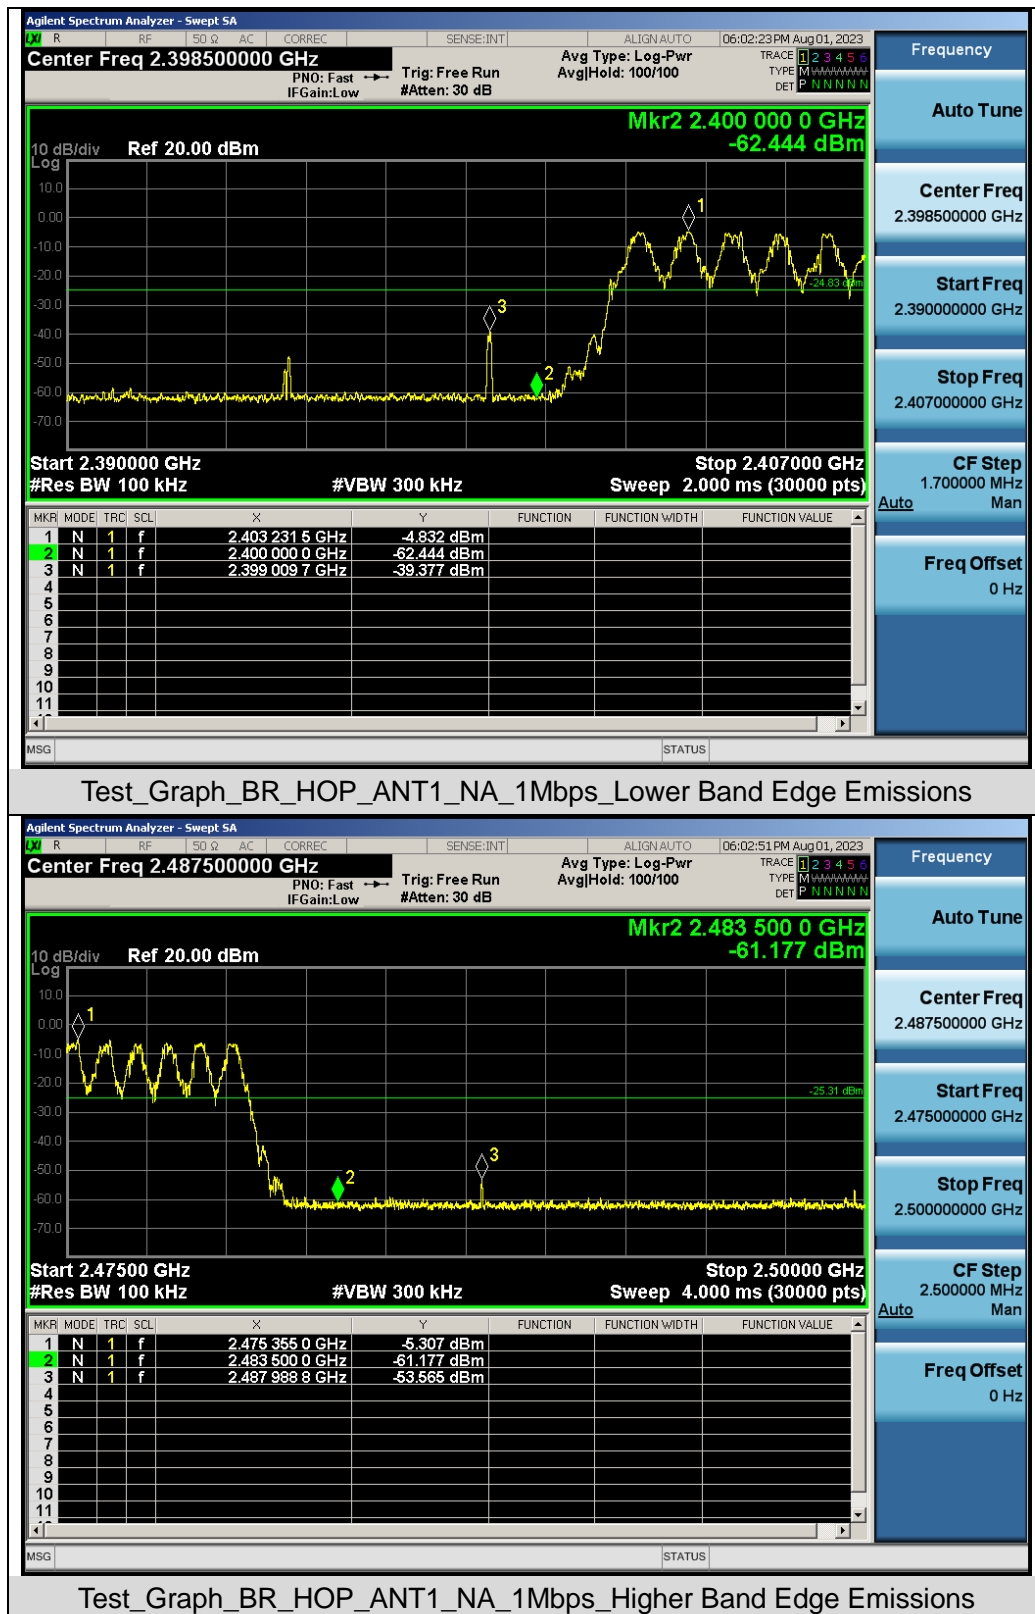 Agilent Spectrum Analyzer - Swept SA
LXI R RF 50 Ω AC CORREC SENSE:INT ALIGN AUTO 06:02:23 PM Aug 01, 2023
Center Freq 2.398500000 GHz
PNO: Fast
IFGain:Low
Trig: Free Run
#Atten: 30 dB
Avg Type: Log-Pwr
Avg|Hold: 100/100
TRACE 1 2 3 4 5 6
TYPE M WWWWW
DET P N N N N N
Mkr2 2.400 000 0 GHz
-62.444 dBm
10 dB/div Ref 20.00 dBm
Log
10.0
0.00
-10.0
-20.0
-30.0
-40.0
-50.0
-60.0
-70.0
1
2
3
-24.83 dBm
Start 2.390000 GHz Stop 2.407000 GHz
#Res BW 100 kHz #VBW 300 kHz Sweep 2.000 ms (30000 pts)
MKR MODE TRC SCL X Y FUNCTION FUNCTION WIDTH FUNCTION VALUE
1 N 1 f 2.403 231 5 GHz -4.832 dBm
2 N 1 f 2.400 000 0 GHz -62.444 dBm
3 N 1 f 2.399 009 7 GHz -39.377 dBm
4
5
6
7
8
9
10
11
MSG STATUS
Frequency
Auto Tune
Center Freq
2.398500000 GHz
Start Freq
2.390000000 GHz
Stop Freq
2.407000000 GHz
CF Step
1.700000 MHz
Auto Man
Freq Offset
0 Hz
Test_Graph_BR_HOP_ANT1_NA_1Mbps_Lower Band Edge Emissions
Agilent Spectrum Analyzer - Swept SA
LXI R RF 50 Ω AC CORREC SENSE:INT ALIGN AUTO 06:02:51 PM Aug 01, 2023
Center Freq 2.487500000 GHz
PNO: Fast
IFGain:Low
Trig: Free Run
#Atten: 30 dB
Avg Type: Log-Pwr
Avg|Hold: 100/100
TRACE 1 2 3 4 5 6
TYPE M WWWWW
DET P N N N N N
Mkr2 2.483 500 0 GHz
-61.177 dBm
10 dB/div Ref 20.00 dBm
Log
10.0
0.00
-10.0
-20.0
-30.0
-40.0
-50.0
-60.0
-70.0
1
2
3
-25.31 dBm
Start 2.47500 GHz Stop 2.50000 GHz
#Res BW 100 kHz #VBW 300 kHz Sweep 4.000 ms (30000 pts)
MKR MODE TRC SCL X Y FUNCTION FUNCTION WIDTH FUNCTION VALUE
1 N 1 f 2.475 355 0 GHz -5.307 dBm
2 N 1 f 2.483 500 0 GHz -61.177 dBm
3 N 1 f 2.487 988 8 GHz -53.565 dBm
4
5
6
7
8
9
10
11
MSG STATUS
Frequency
Auto Tune
Center Freq
2.487500000 GHz
Start Freq
2.475000000 GHz
Stop Freq
2.500000000 GHz
CF Step
2.500000 MHz
Auto Man
Freq Offset
0 Hz
Test_Graph_BR_HOP_ANT1_NA_1Mbps_Higher Band Edge Emissions